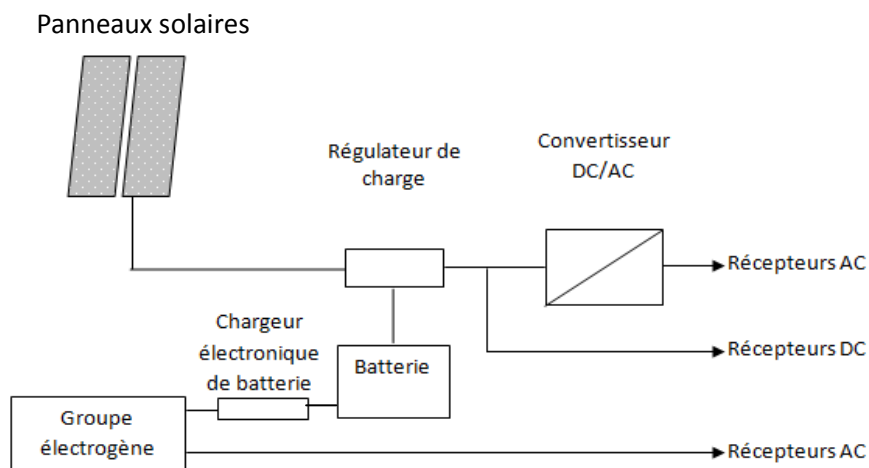 Panneaux solaires
Régulateur de
charge
Convertisseur
DC/AC
Récepteurs AC
Récepteurs DC
Chargeur
électronique
de batterie
Batterie
Groupe
électrogène
Récepteurs AC